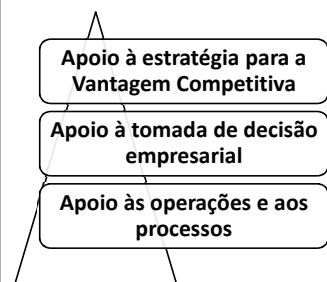 Apoio à estratégia para a
Vantagem Competitiva
Apoio à tomada de decisão
empresarial
Apoio às operações e aos
processos